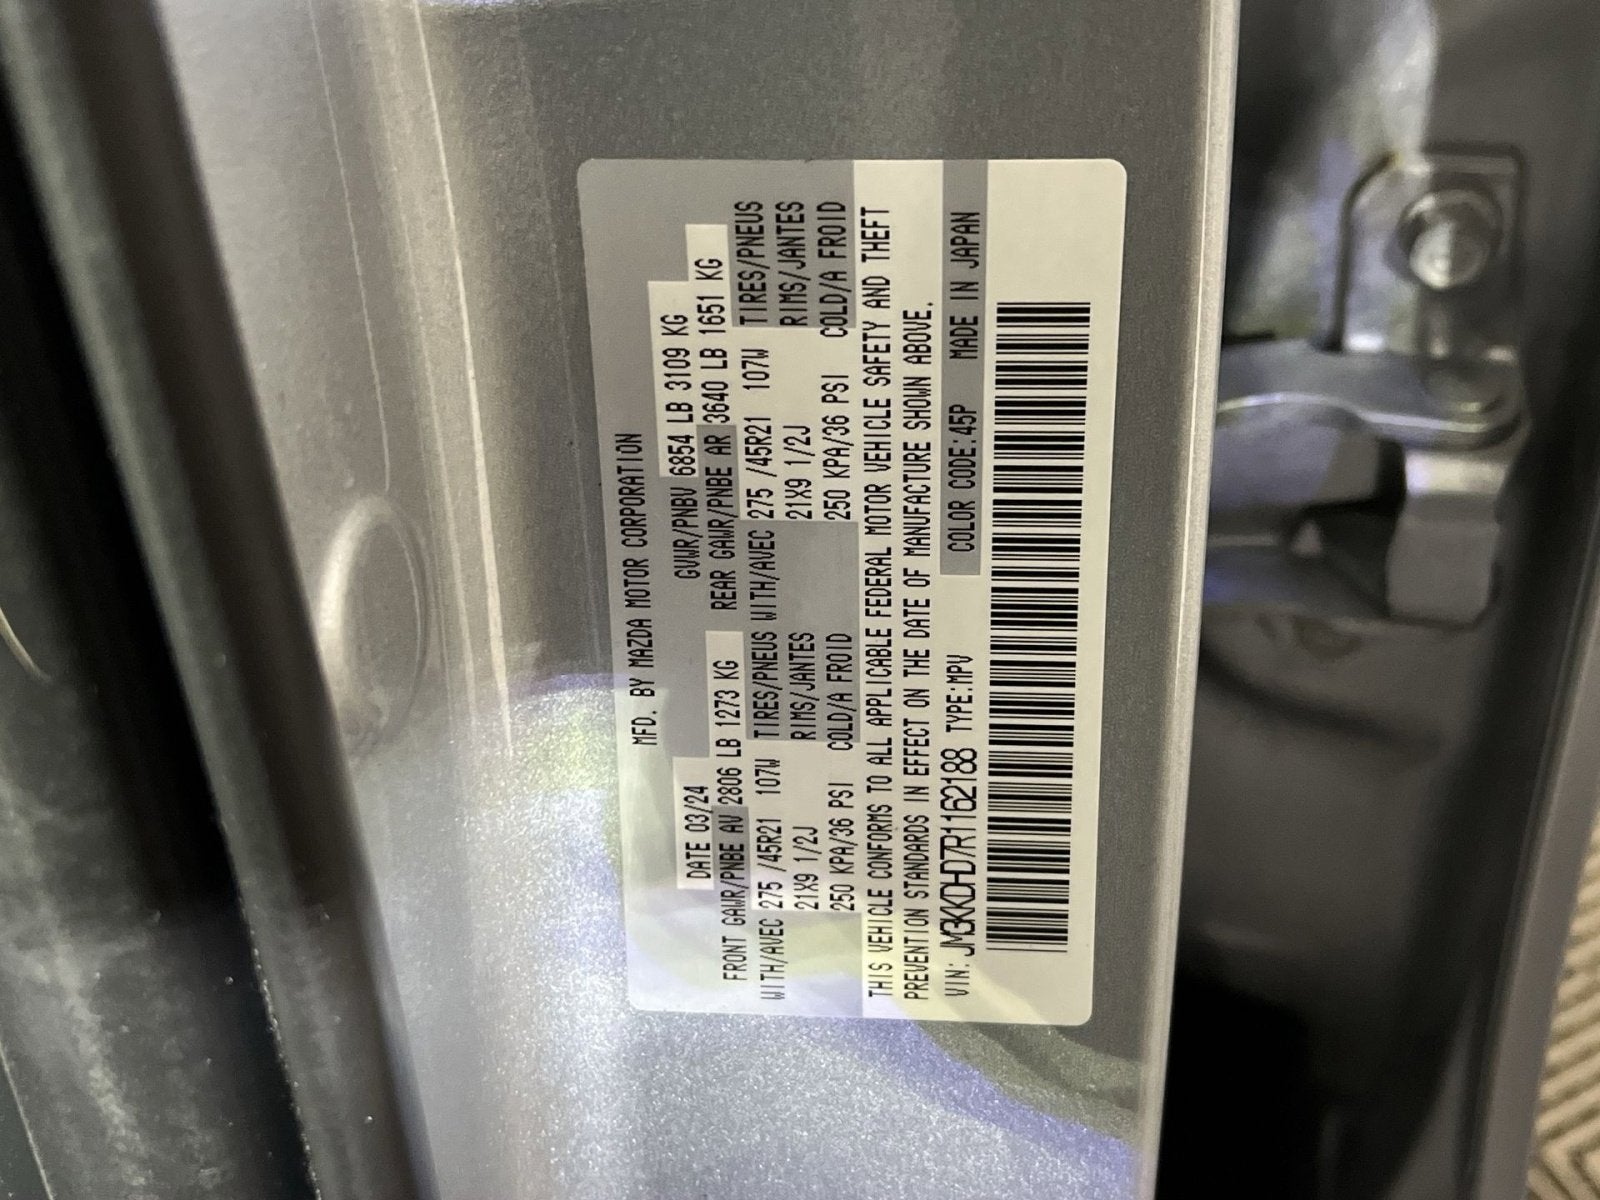 MFD. BY MAZDA MOTOR CORPORATION
DATE 03/24 GVWR/PNBV 6854 LB 3109 KG
FRONT GAWR/PNBE AV 2806 LB 1273 KG REAR GAWR/PNBE AR 3640 LB 1651 KG
WITH/AVEC 275 /45R21 107W TIRES/PNEUS WITH/AVEC 275 /45R21 107W TIRES/PNEUS
21X9 1/2J RIMS/JANTES 21X9 1/2J RIMS/JANTES
250 KPA/36 PSI COLD/A FROID 250 KPA/36 PSI COLD/A FROID
THIS VEHICLE CONFORMS TO ALL APPLICABLE FEDERAL MOTOR VEHICLE SAFETY AND THEFT
PREVENTION STANDARDS IN EFFECT ON THE DATE OF MANUFACTURE SHOWN ABOVE.
VIN: JM3KKDHD7R1162188 TYPE:MPV COLOR CODE:45P MADE IN JAPAN